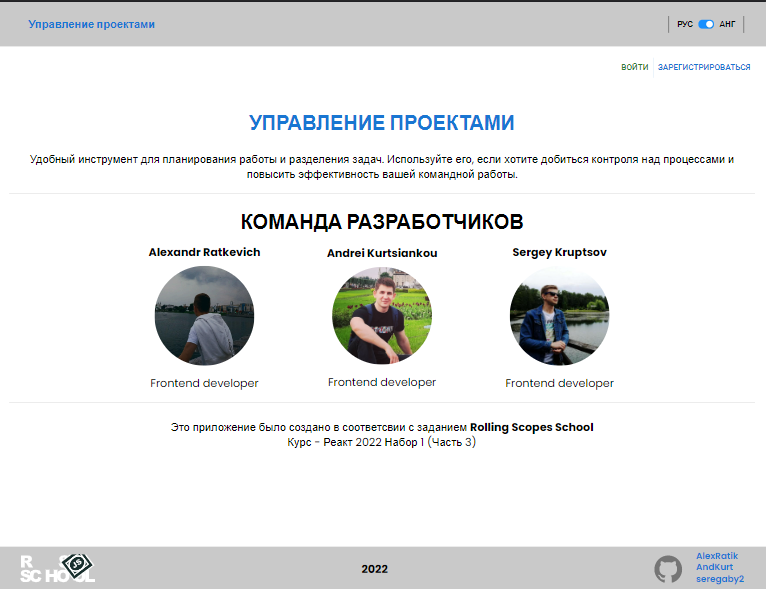 Управление проектами
РУС АНГ
ВОЙТИ ЗАРЕГИСТРИРОВАТЬСЯ
УПРАВЛЕНИЕ ПРОЕКТАМИ
Удобный инструмент для планирования работы и разделения задач. Используйте его, если хотите добиться контроля над процессами и
повысить эффективность вашей командной работы.
КОМАНДА РАЗРАБОТЧИКОВ
Alexandr Ratkevich Andrei Kurtsiankou Sergey Kruptsov
Frontend developer Frontend developer Frontend developer
Это приложение было создано в соответсвии с заданием Rolling Scopes School
Курс - Реакт 2022 Набор 1 (Часть 3)
R S
SCHOOL
JS
2022
AlexRatik
AndKurt
seregaby2